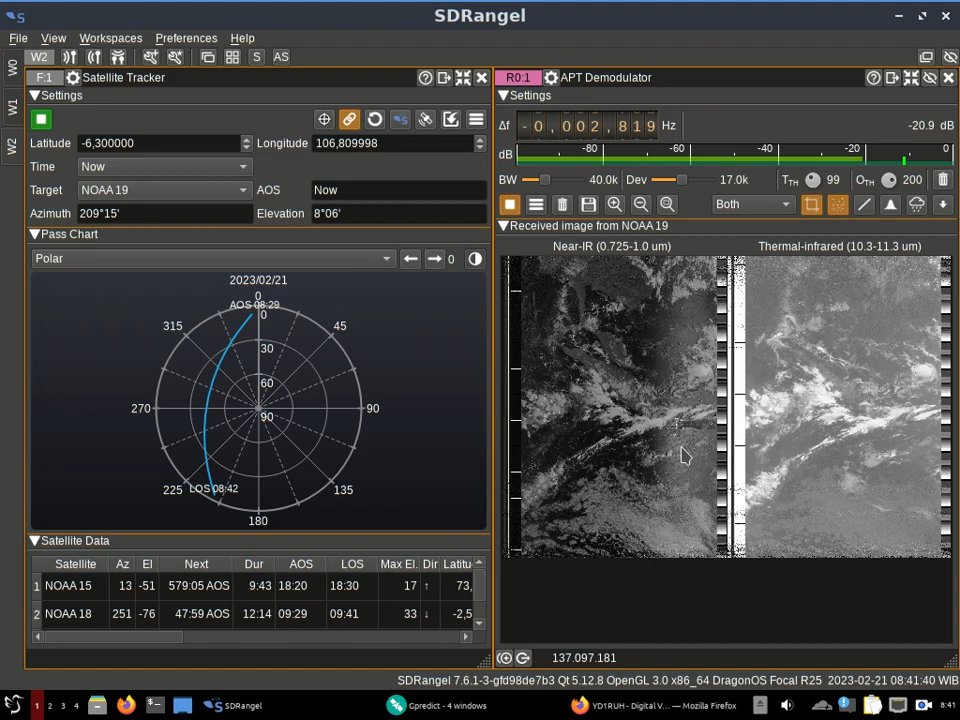 SDRangel
File View Workspaces Preferences Help
W2 S AS
W0
W1
W2
F:1 Satellite Tracker
Settings
Latitude -6,300000 Longitude 106,809998
Time Now
Target NOAA 19 AOS Now
Azimuth 209°15' Elevation 8°06'
Pass Chart
Polar 0
2023/02/21
0
AOS 08:29
0
315 45
30
60
270 90 90
225 LOS 08:42 135
180
Satellite Data
Satellite Az El Next Dur AOS LOS Max El. Dir Latitu
1 NOAA 15 13 -51 579:05 AOS 9:43 18:20 18:30 17 ↑ 73,
2 NOAA 18 251 -76 47:59 AOS 12:14 09:29 09:41 33 ↓ -2,5
R0:1 APT Demodulator
Settings
Δf -0,002,819 Hz -20.9 dB
dB -80 -60 -40 -20 0
BW 40.0k Dev 17.0k TTH 99 OTH 200
Both
Received image from NOAA 19
Near-IR (0.725-1.0 um) Thermal-infrared (10.3-11.3 um)
137.097.181
SDRangel 7.6.1-3-gfd98de7b3 Qt 5.12.8 OpenGL 3.0 x86_64 DragonOS Focal R25 2023-02-21 08:41:40 WIB
1 2 3 4 SDRangel Gpredict - 4 windows YD1RUH - Digital V... — Mozilla Firefox 8:41